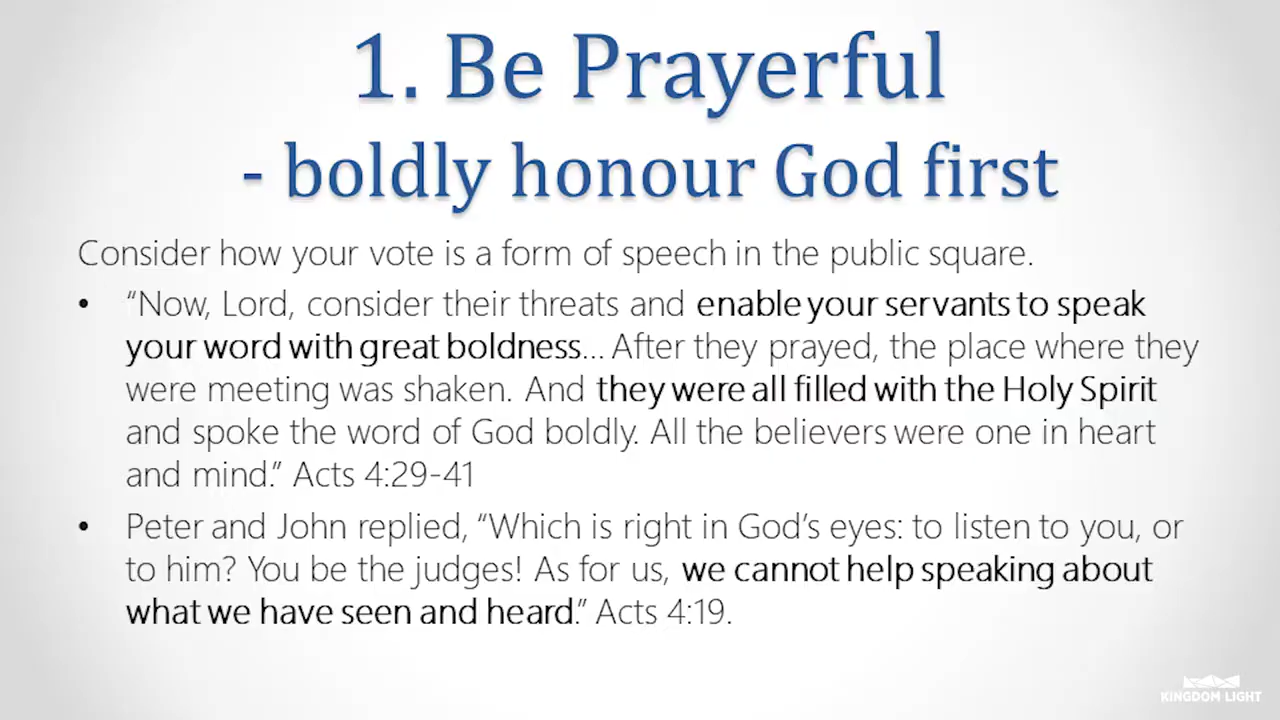 1. Be Prayerful
- boldly honour God first
Consider how your vote is a form of speech in the public square.
• “Now, Lord, consider their threats and enable your servants to speak
your word with great boldness... After they prayed, the place where they
were meeting was shaken. And they were all filled with the Holy Spirit
and spoke the word of God boldly. All the believers were one in heart
and mind.” Acts 4:29-41
• Peter and John replied, “Which is right in God’s eyes: to listen to you, or
to him? You be the judges! As for us, we cannot help speaking about
what we have seen and heard.” Acts 4:19.
KINGDOM LIGHT